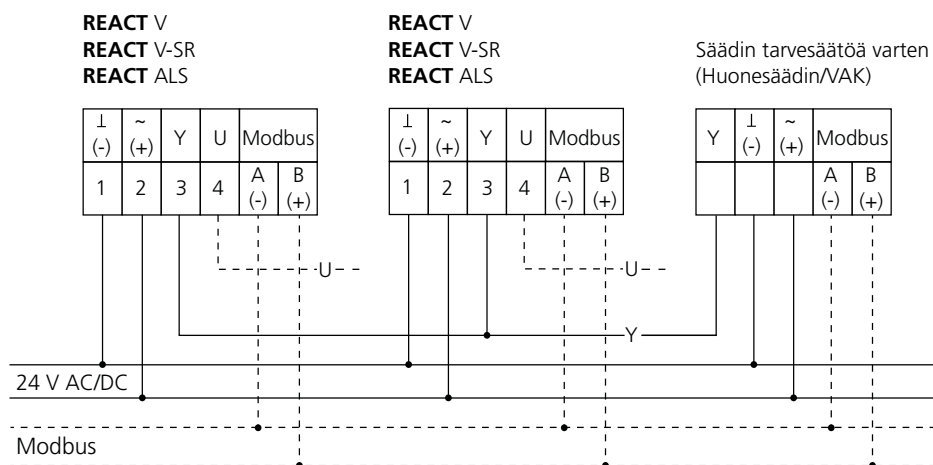 REACT V
REACT V-SR
REACT ALS
REACT V
REACT V-SR
REACT ALS
Säädin tarvesäätöä varten
(Huonesäädin/VAK)
⊥ ~ Y U Modbus
(-) (+)
1 2 3 4 A B
(-) (+)
⊥ ~ Y U Modbus
(-) (+)
1 2 3 4 A B
(-) (+)
Y ⊥ ~ Modbus
(-) (+)
A B
(-) (+)
U
U
Y
24 V AC/DC
Modbus